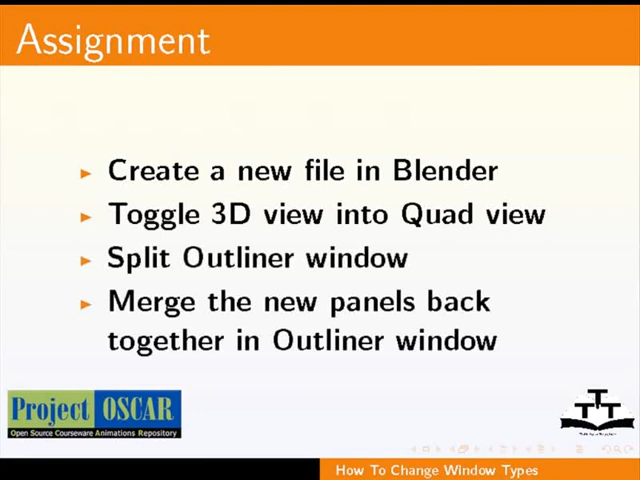 Assignment
Create a new file in Blender
Toggle 3D view into Quad view
Split Outliner window
Merge the new panels back
together in Outliner window
Project OSCAR
Open Source Courseware Animations Repository
TTT
How To Change Window Types